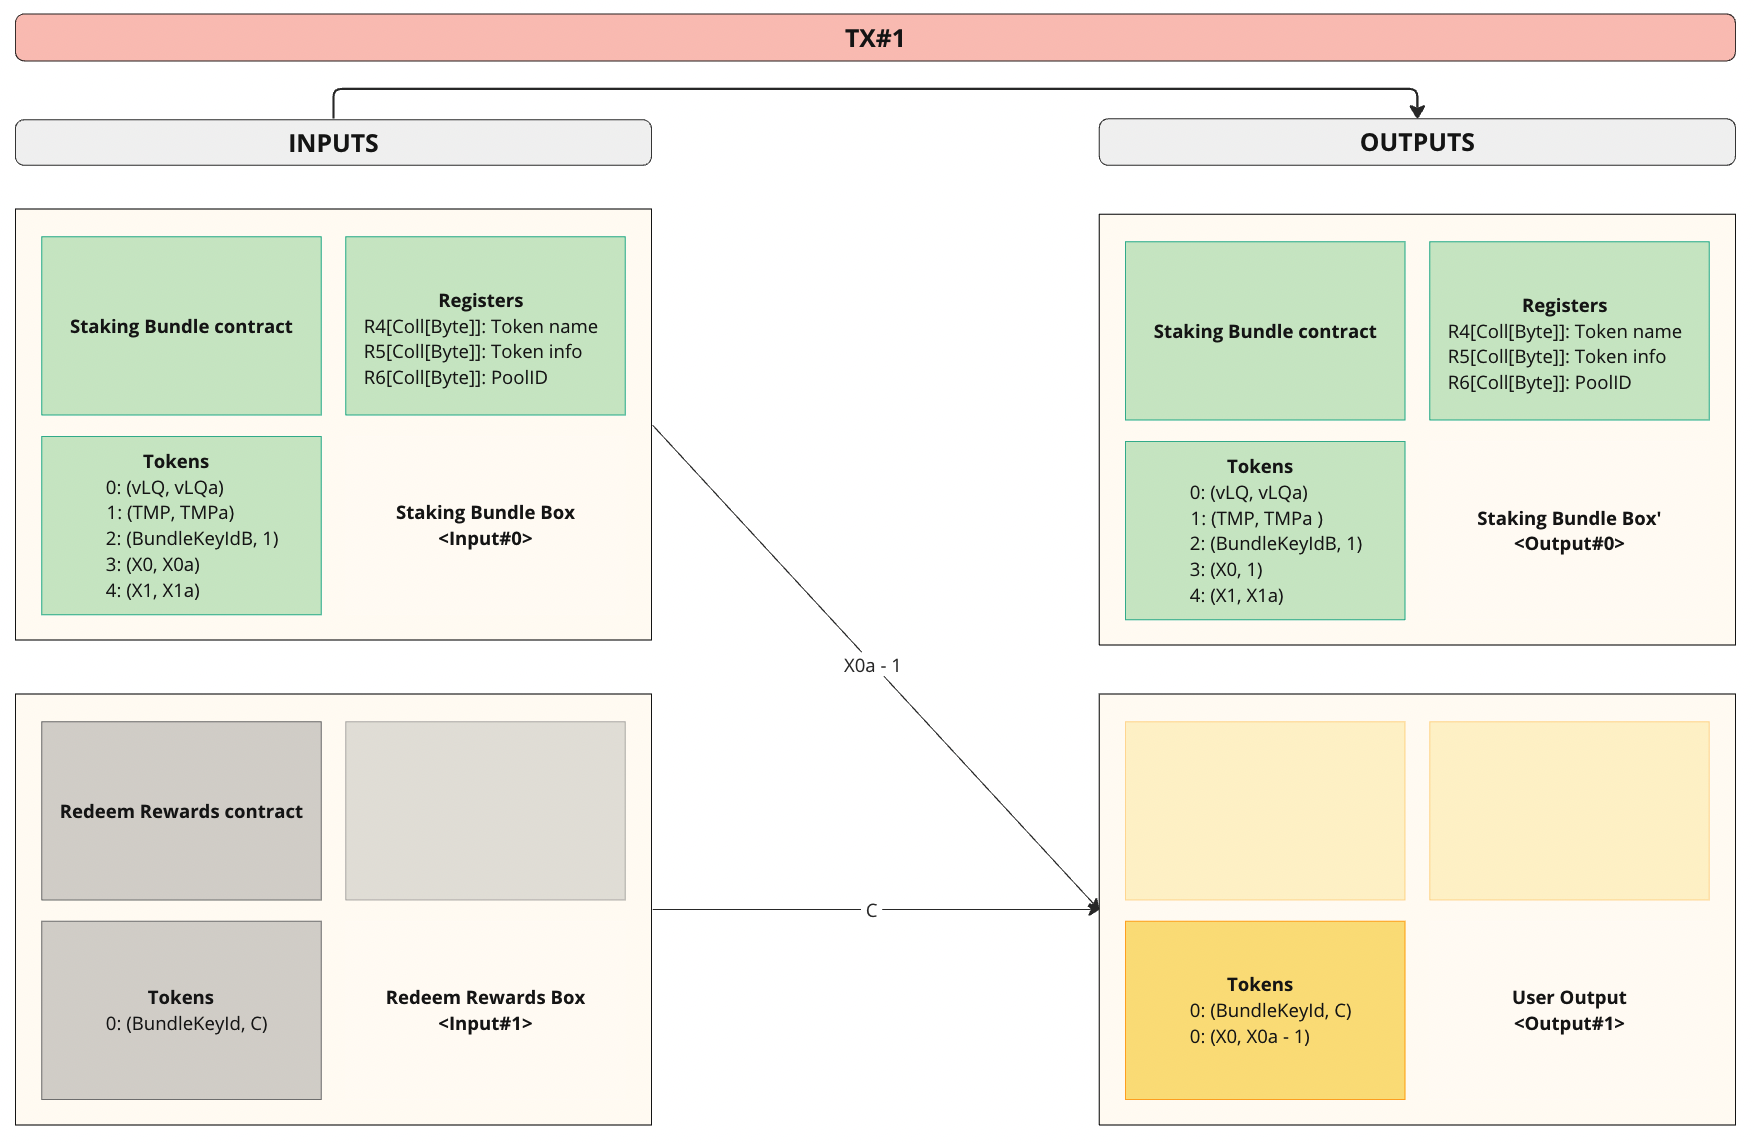 TX#1
INPUTS
OUTPUTS
Staking Bundle contract
Registers
R4[Coll[Byte]]: Token name
R5[Coll[Byte]]: Token info
R6[Coll[Byte]]: PoolID
Tokens
0: (vLQ, vLQa)
1: (TMP, TMPa)
2: (BundleKeyIdB, 1)
3: (X0, X0a)
4: (X1, X1a)
Staking Bundle Box
<Input#0>
Staking Bundle contract
Registers
R4[Coll[Byte]]: Token name
R5[Coll[Byte]]: Token info
R6[Coll[Byte]]: PoolID
Tokens
0: (vLQ, vLQa)
1: (TMP, TMPa )
2: (BundleKeyIdB, 1)
3: (X0, 1)
4: (X1, X1a)
Staking Bundle Box'
<Output#0>
X0a - 1
Redeem Rewards contract
Tokens
0: (BundleKeyId, C)
Redeem Rewards Box
<Input#1>
C
Tokens
0: (BundleKeyId, C)
0: (X0, X0a - 1)
User Output
<Output#1>